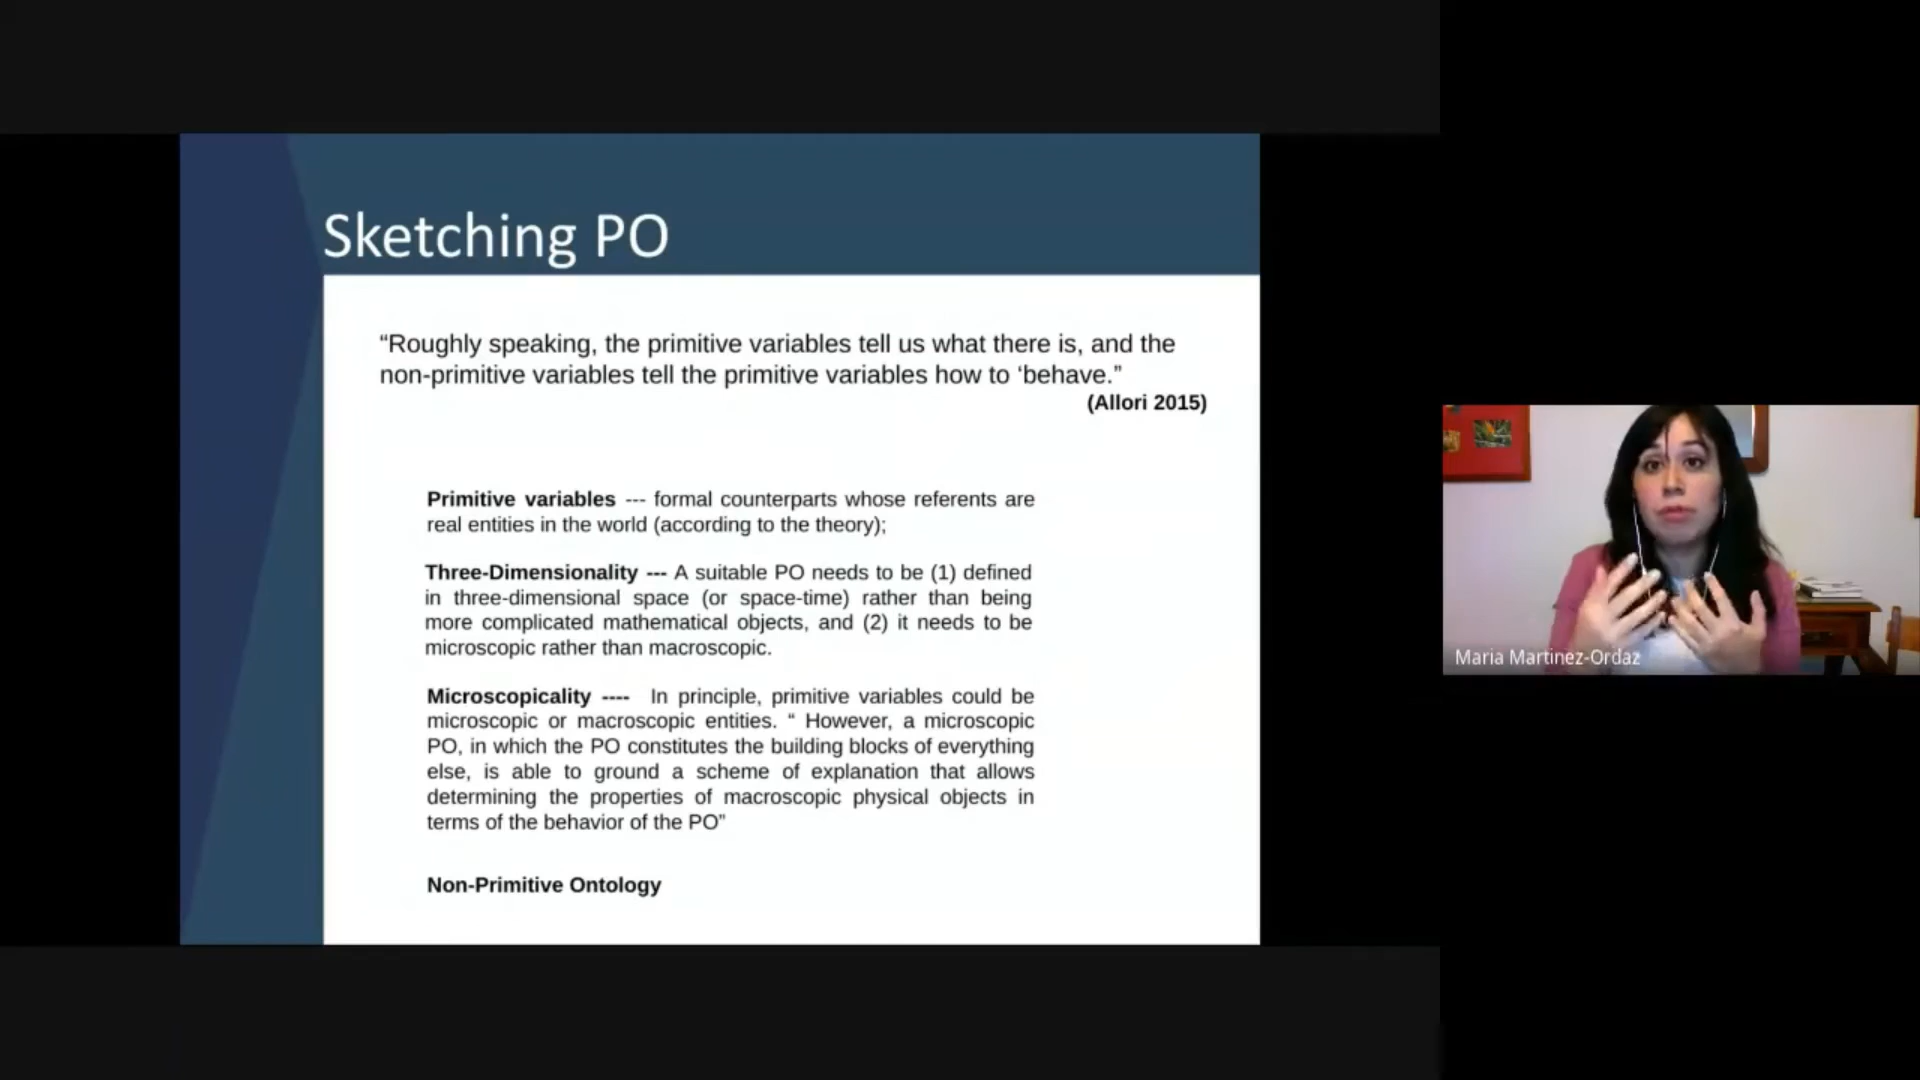 Sketching PO
“Roughly speaking, the primitive variables tell us what there is, and the
non-primitive variables tell the primitive variables how to ‘behave.”
(Allori 2015)
Primitive variables --- formal counterparts whose referents are
real entities in the world (according to the theory);
Three-Dimensionality --- A suitable PO needs to be (1) defined
in three-dimensional space (or space-time) rather than being
more complicated mathematical objects, and (2) it needs to be
microscopic rather than macroscopic.
Microscopicality ---- In principle, primitive variables could be
microscopic or macroscopic entities. “ However, a microscopic
PO, in which the PO constitutes the building blocks of everything
else, is able to ground a scheme of explanation that allows
determining the properties of macroscopic physical objects in
terms of the behavior of the PO”
Non-Primitive Ontology
Maria Martinez-Ordaz